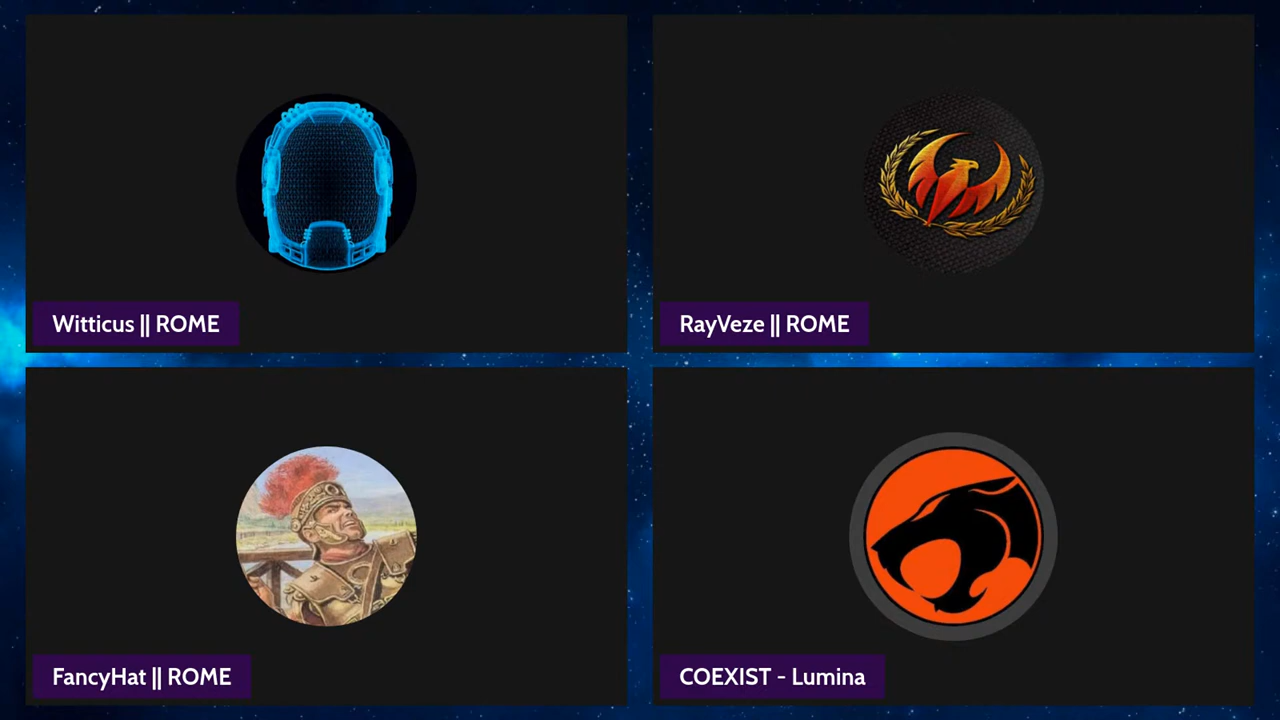 Witticus || ROME
RayVeze || ROME
FancyHat || ROME
COEXIST - Lumina